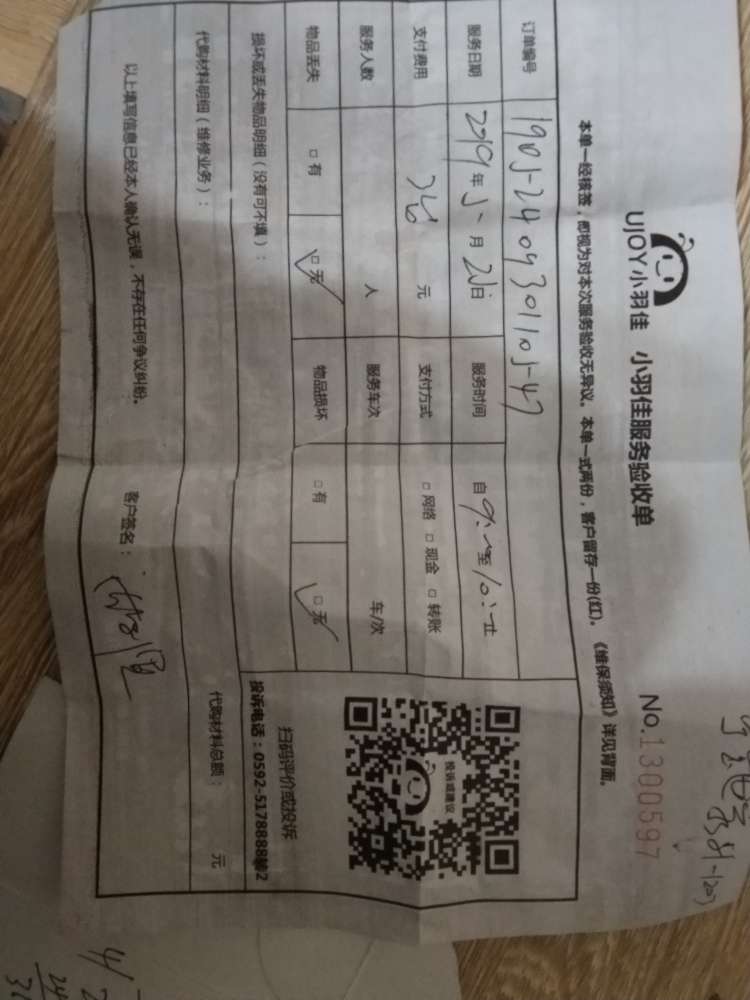 UJOY小羽佳 小羽佳服务验收单
No.1300597
本单一经核签，即视为对本次服务验收无异议。本单一式两份，客户留存一份(红)。《维保须知》详见背面。
订单编号
服务日期 2019年5月2 日 服务时间 自9:至10:止
支付费用 元 支付方式 □网络 □现金 □转账
服务人数 人 服务车次 车/次
物品丢失 □有 □无 物品损坏 □有 □无
损坏或丢失物品明细（没有可不填）：
代购材料明细（维修业务）： 代购材料总额： 元
以上填写信息已经本人确认无误，不存在任何争议纠纷。 客户签名：
投诉或建议
扫码评价或投诉
投诉电话：0592-5178888转2